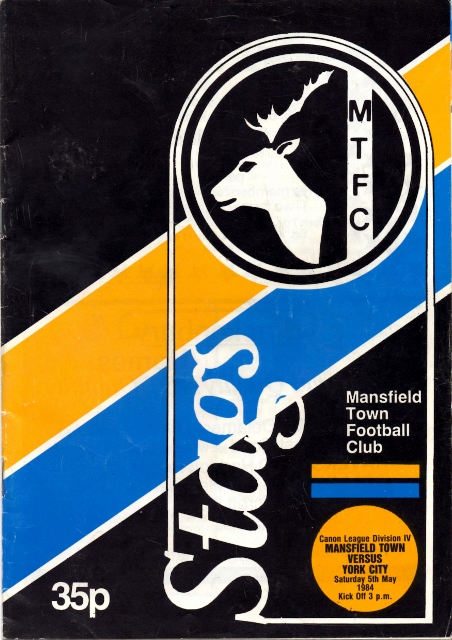 M
T
F
C
Stags
Mansfield
Town
Football
Club
Canon League Division IV
MANSFIELD TOWN
VERSUS
YORK CITY
Saturday 5th May
1984
Kick Off 3 p.m.
35p